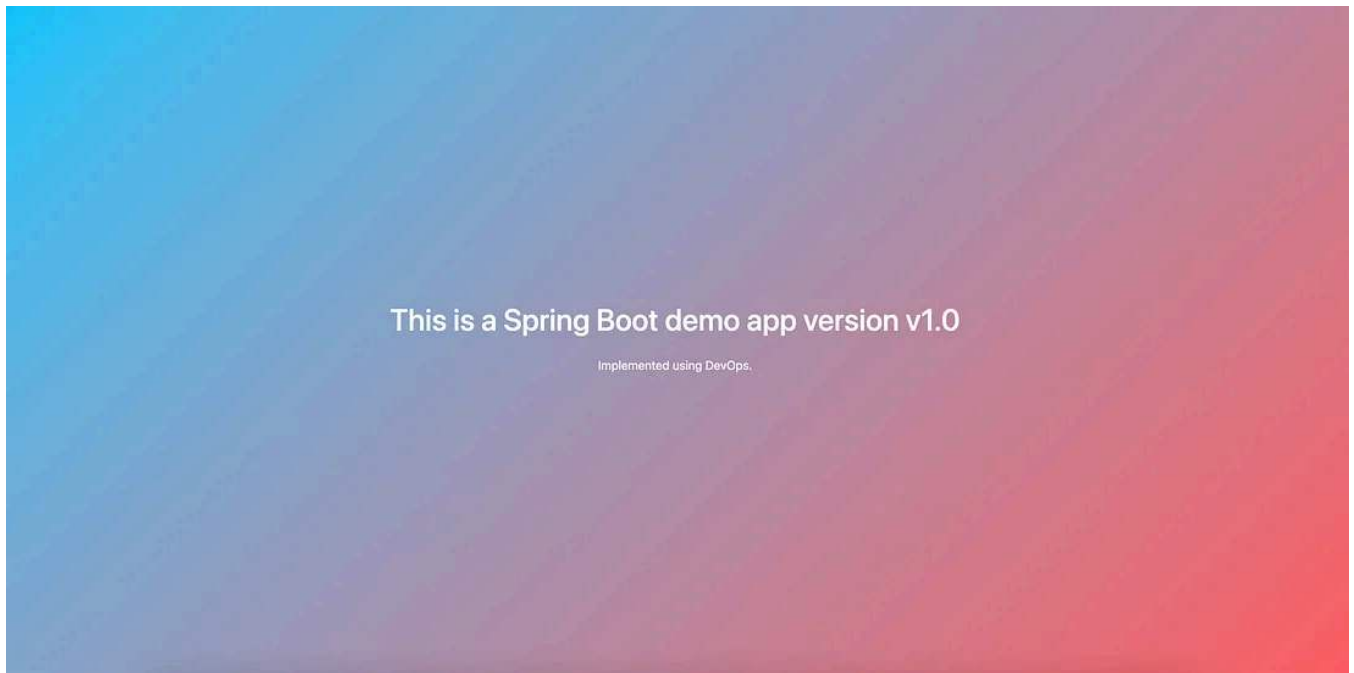 This is a Spring Boot demo app version v1.0
Implemented using DevOps.